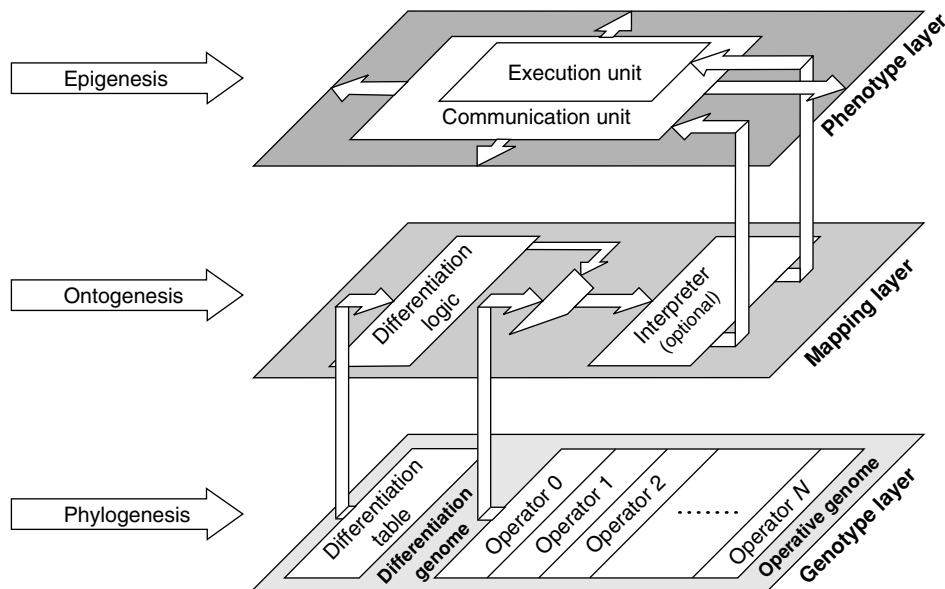 Epigenesis
Execution unit
Communication unit
Phenotype layer
Ontogenesis
Differentiation
logic
Interpreter
(optional)
Mapping layer
Phylogenesis
Differentiation
table
Differentiation
genome
Operator 0
Operator 1
Operator 2
........
Operator N
Operative genome
Genotype layer